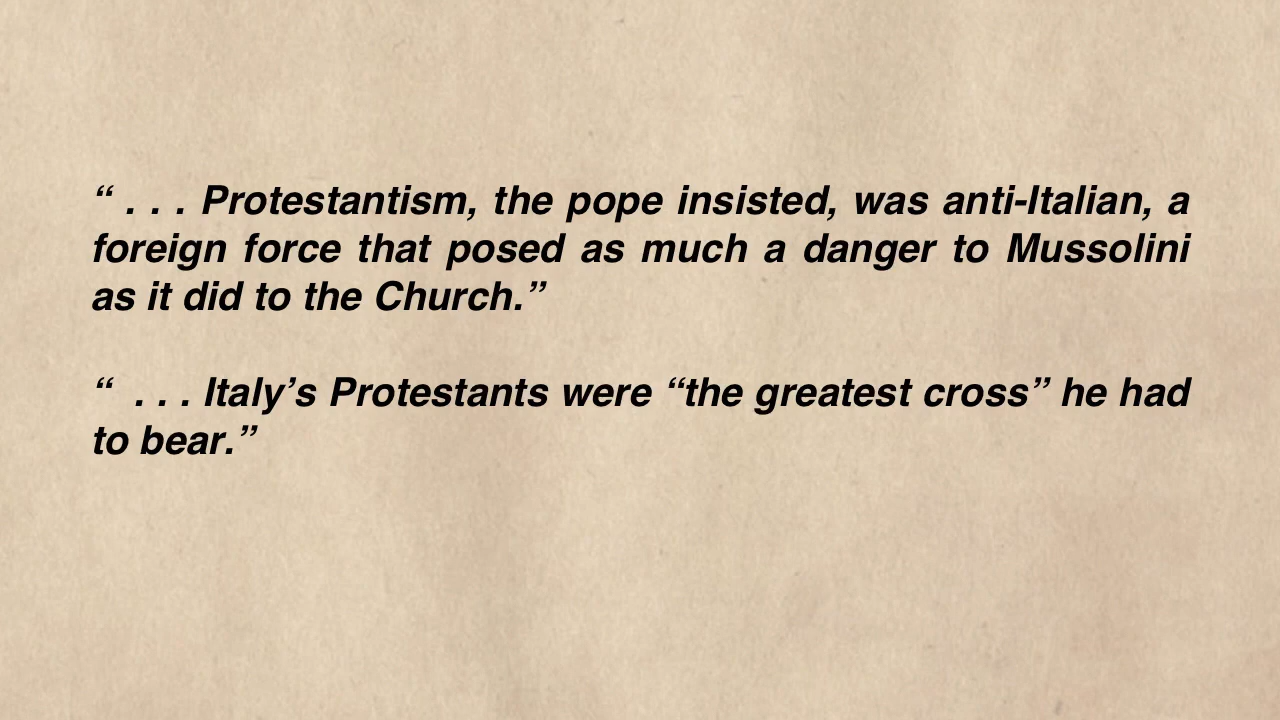 “ . . . Protestantism, the pope insisted, was anti-Italian, a
foreign force that posed as much a danger to Mussolini
as it did to the Church.”
“ . . . Italy’s Protestants were “the greatest cross” he had
to bear.”